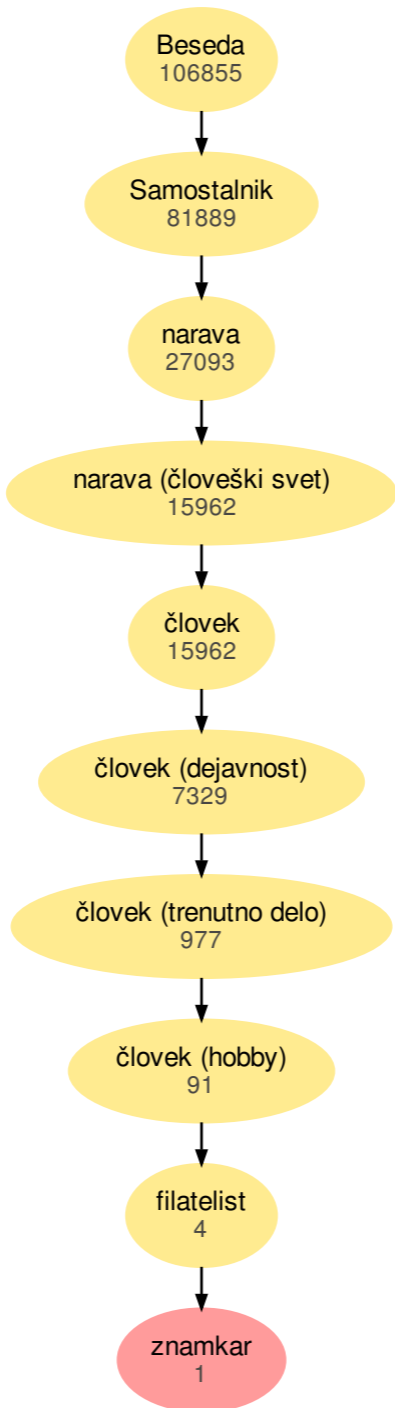 Beseda
106855
Samostalnik
81889
narava
27093
narava (človeški svet)
15962
človek
15962
človek (dejavnost)
7329
človek (trenutno delo)
977
človek (hobby)
91
filatelist
4
znamkar
1